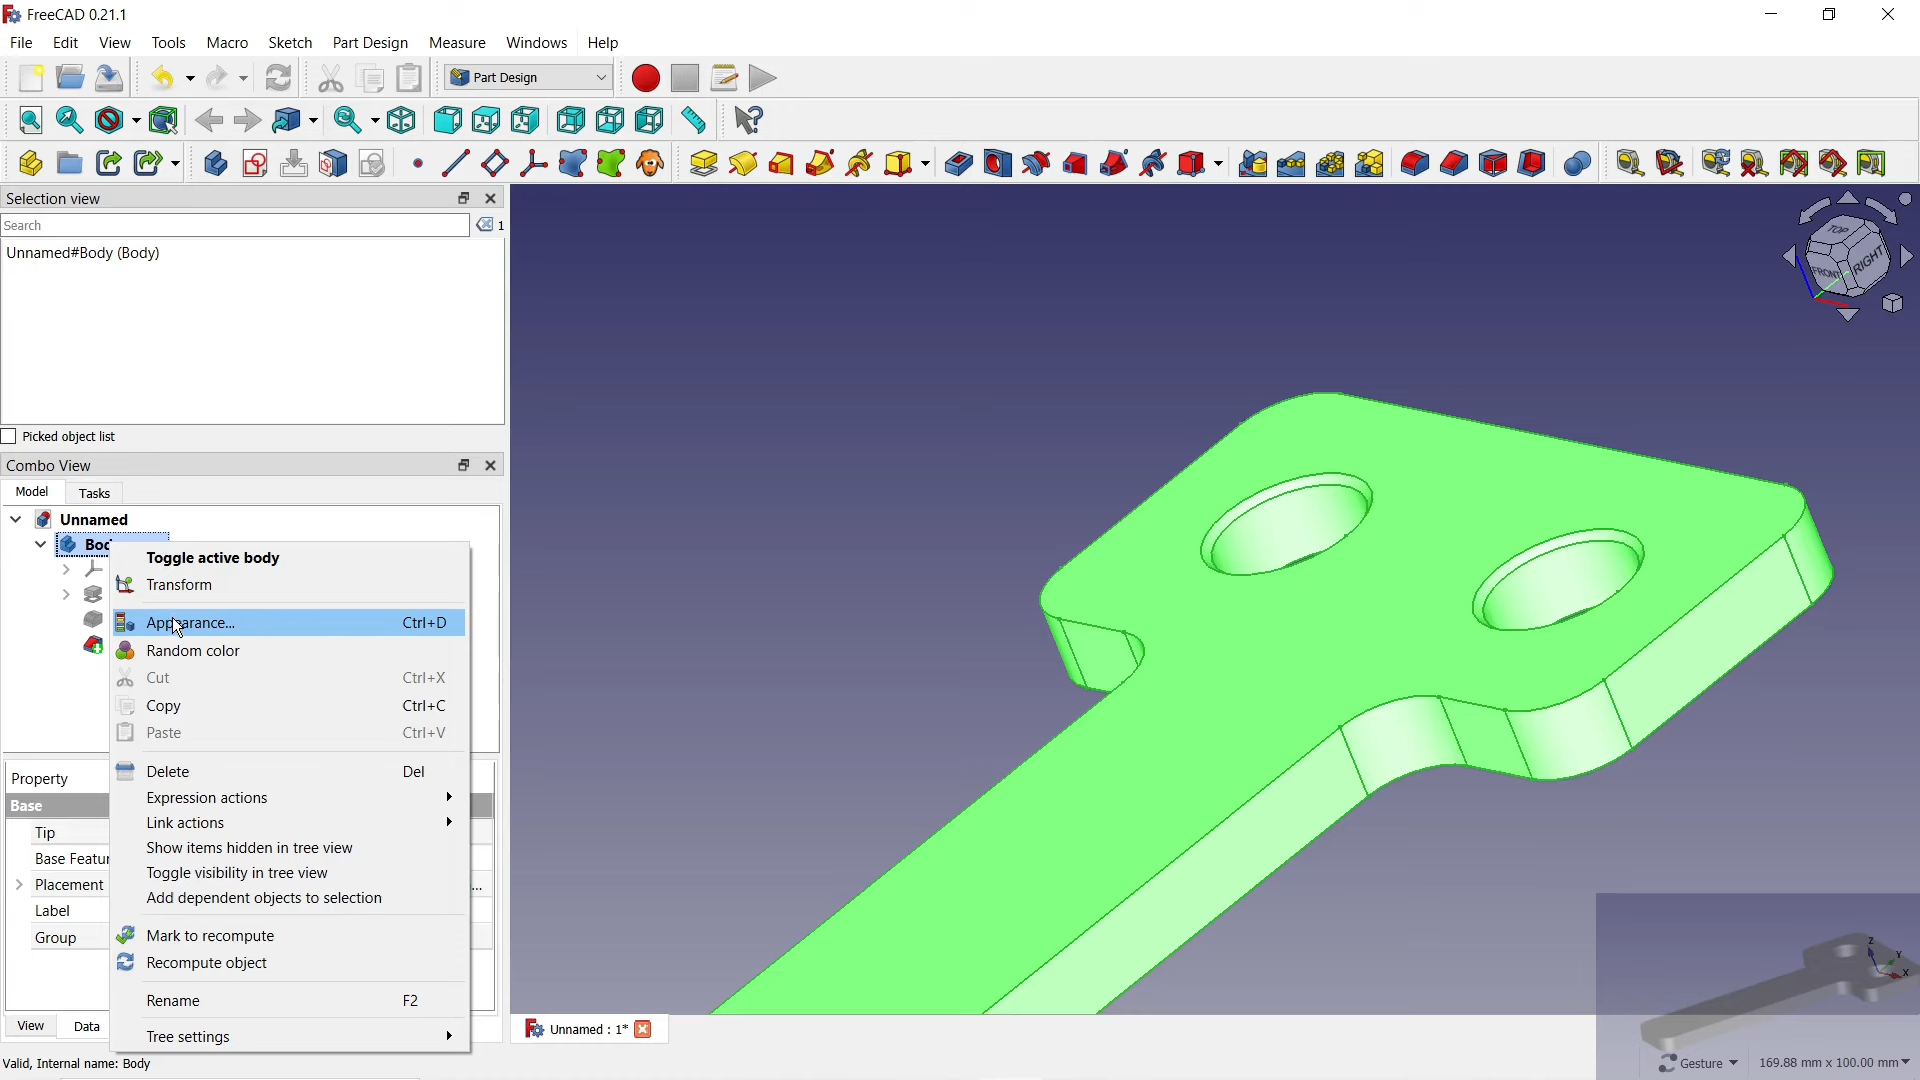 FreeCAD 0.21.1
File Edit View Tools Macro Sketch Part Design Measure Windows Help
Part Design
Selection view
Search
1
Unnamed#Body (Body)
Picked object list
Combo View
Model Tasks
Unnamed
Toggle active body
Transform
Appearance... Ctrl+D
Random color
Cut Ctrl+X
Copy Ctrl+C
Paste Ctrl+V
Delete Del
Expression actions
Link actions
Show items hidden in tree view
Toggle visibility in tree view
Add dependent objects to selection
Mark to recompute
Recompute object
Rename F2
Tree settings
Property
Base
Tip
Placement
...
Label
Group
View Data
Valid, Internal name: Body
TOP
FRONT
RIGHT
Unnamed : 1*
Z
Y
X
Gesture
169.88 mm x 100.00 mm